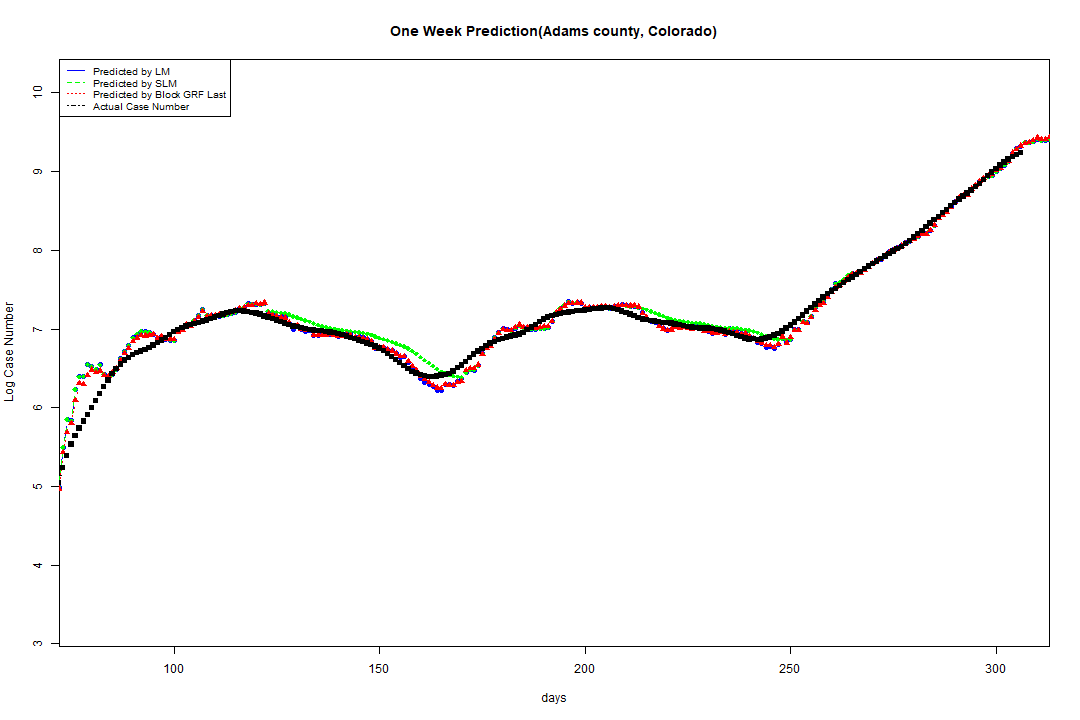 One Week Prediction(Adams county, Colorado)
Predicted by LM
Predicted by SLM
Predicted by Block GRF Last
Actual Case Number
10
9
8
7
6
5
4
3
Log Case Number
100 150 200 250 300
days